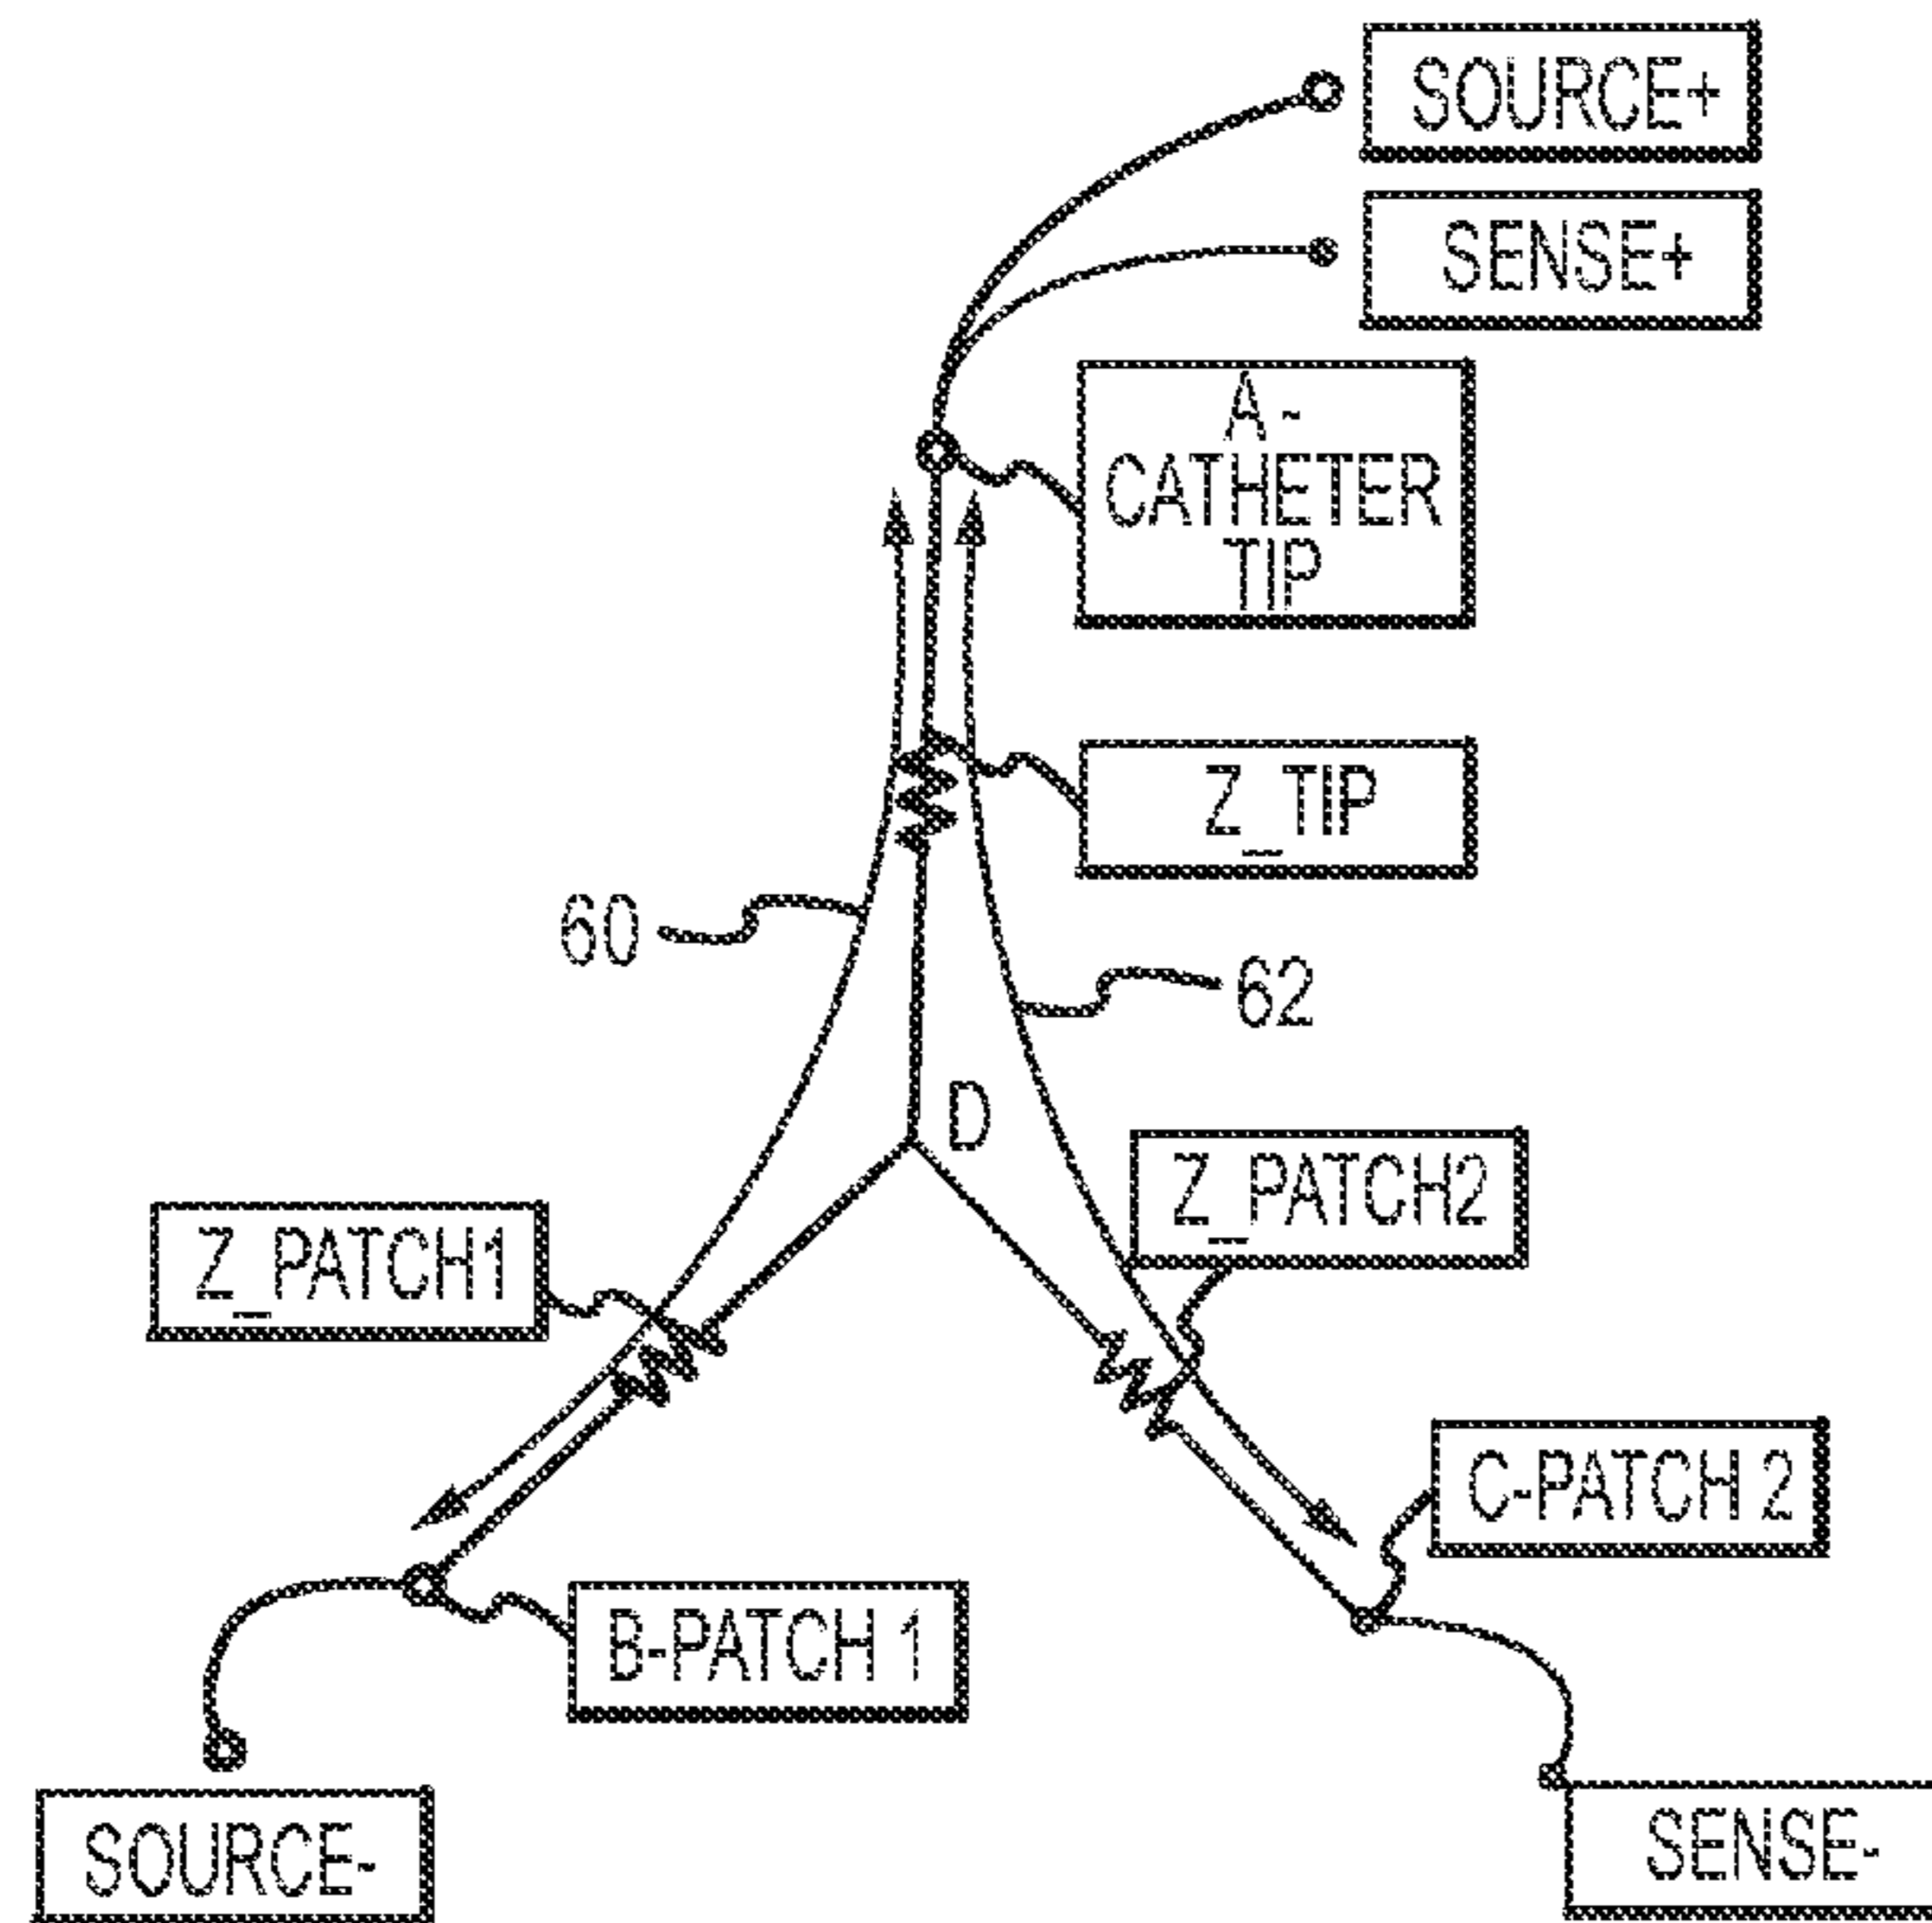 SOURCE+
SENSE+
A -
CATHETER
TIP
Z_TIP
60
62
D
Z_PATCH2
Z_PATCH1
C-PATCH 2
B-PATCH 1
SOURCE-
SENSE-